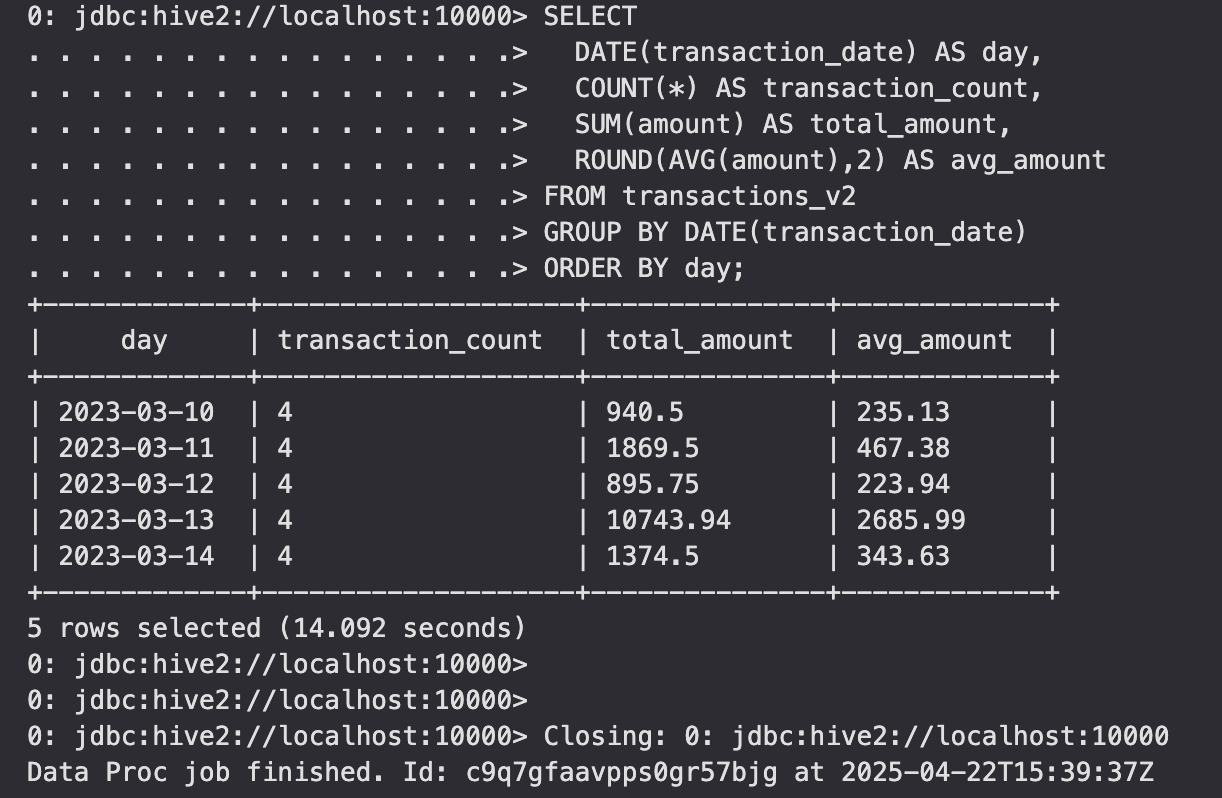 0: jdbc:hive2://localhost:10000> SELECT
. . . . . . . . . . . . . . . .>   DATE(transaction_date) AS day,
. . . . . . . . . . . . . . . .>   COUNT(*) AS transaction_count,
. . . . . . . . . . . . . . . .>   SUM(amount) AS total_amount,
. . . . . . . . . . . . . . . .>   ROUND(AVG(amount),2) AS avg_amount
. . . . . . . . . . . . . . . .> FROM transactions_v2
. . . . . . . . . . . . . . . .> GROUP BY DATE(transaction_date)
. . . . . . . . . . . . . . . .> ORDER BY day;
+-------------+--------------------+---------------+-------------+
|     day     | transaction_count  | total_amount  | avg_amount  |
+-------------+--------------------+---------------+-------------+
| 2023-03-10  | 4                  | 940.5         | 235.13      |
| 2023-03-11  | 4                  | 1869.5        | 467.38      |
| 2023-03-12  | 4                  | 895.75        | 223.94      |
| 2023-03-13  | 4                  | 10743.94      | 2685.99     |
| 2023-03-14  | 4                  | 1374.5        | 343.63      |
+-------------+--------------------+---------------+-------------+
5 rows selected (14.092 seconds)
0: jdbc:hive2://localhost:10000>
0: jdbc:hive2://localhost:10000>
0: jdbc:hive2://localhost:10000> Closing: 0: jdbc:hive2://localhost:10000
Data Proc job finished. Id: c9q7gfaavpps0gr57bjg at 2025-04-22T15:39:37Z